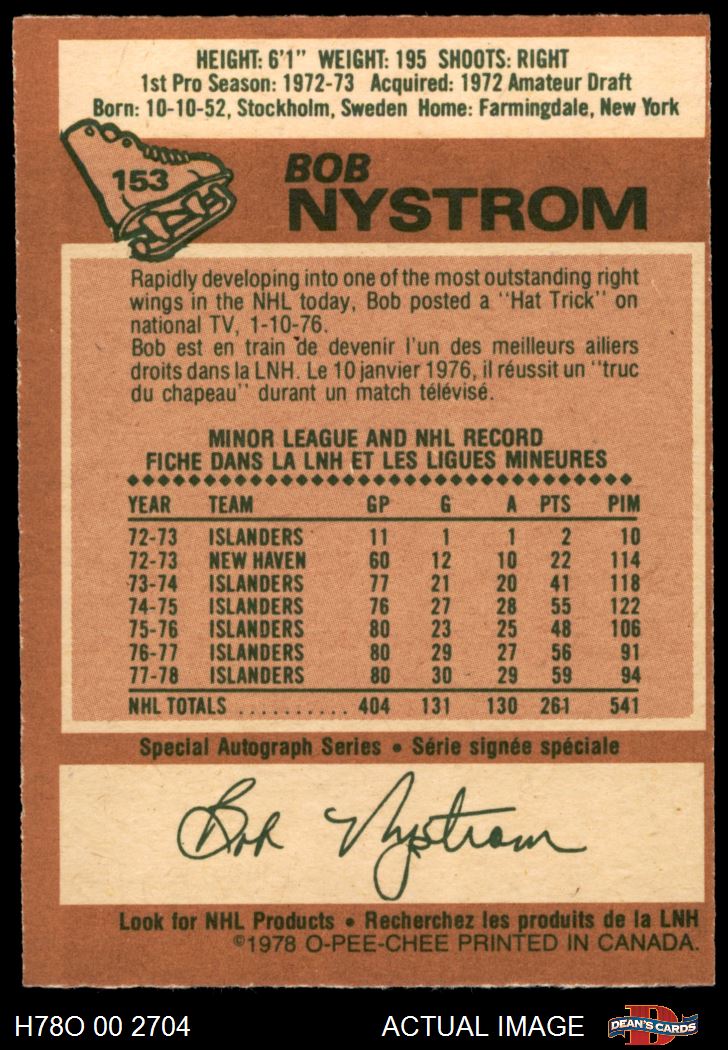 HEIGHT: 6'1" WEIGHT: 195 SHOOTS: RIGHT
1st Pro Season: 1972-73 Acquired: 1972 Amateur Draft
Born: 10-10-52, Stockholm, Sweden Home: Farmingdale, New York
153
BOB
NYSTROM
Rapidly developing into one of the most outstanding right
wings in the NHL today, Bob posted a "Hat Trick" on
national TV, 1-10-76.
Bob est en train de devenir l'un des meilleurs ailiers
droits dans la LNH. Le 10 janvier 1976, il réussit un "truc
du chapeau" durant un match télévisé.
MINOR LEAGUE AND NHL RECORD
FICHE DANS LA LNH ET LES LIGUES MINEURES
YEAR TEAM GP G A PTS PIM
72-73 ISLANDERS 11 1 1 2 10
72-73 NEW HAVEN 60 12 10 22 114
73-74 ISLANDERS 77 21 20 41 118
74-75 ISLANDERS 76 27 28 55 122
75-76 ISLANDERS 80 23 25 48 106
76-77 ISLANDERS 80 29 27 56 91
77-78 ISLANDERS 80 30 29 59 94
NHL TOTALS .......... 404 131 130 261 541
Special Autograph Series • Série signée spéciale
Bob Nystrom
Look for NHL Products • Recherchez les produits de la LNH
©1978 O-PEE-CHEE PRINTED IN CANADA.
H78O 00 2704 ACTUAL IMAGE D DEAN'S CARDS